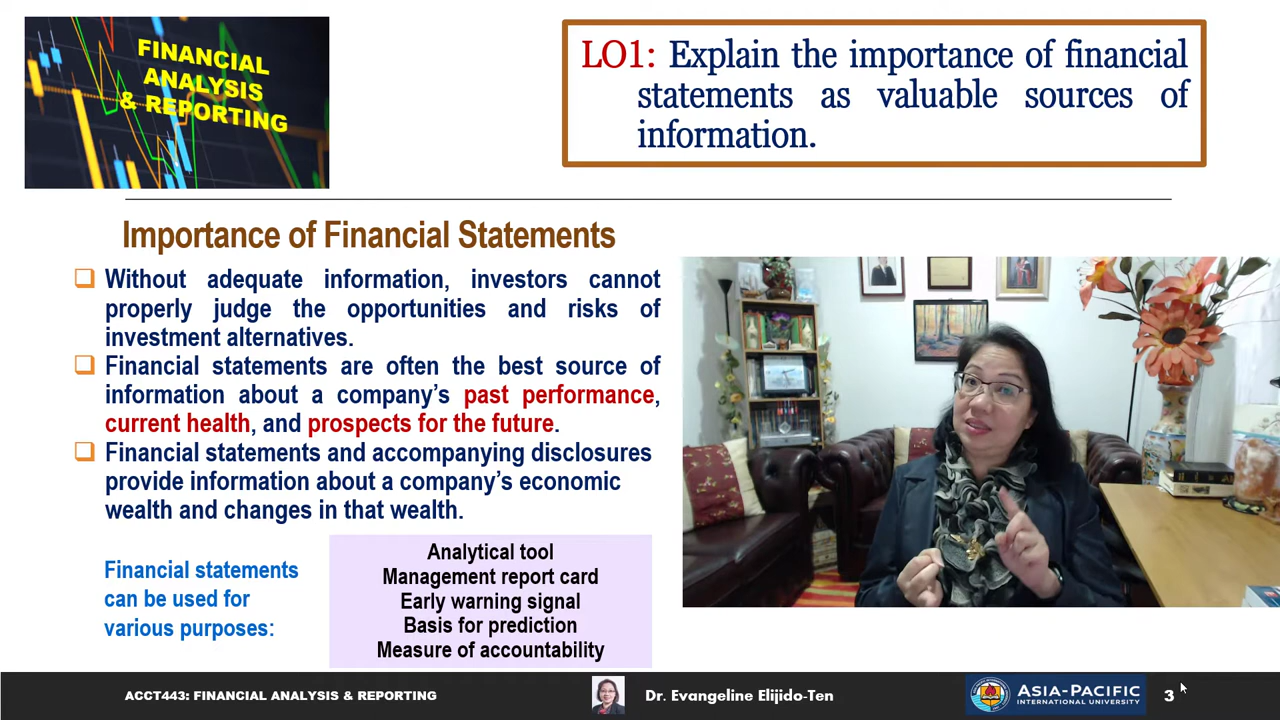 FINANCIAL
ANALYSIS
& REPORTING
LO1: Explain the importance of financial
statements as valuable sources of
information.
Importance of Financial Statements
Without adequate information, investors cannot
properly judge the opportunities and risks of
investment alternatives.
Financial statements are often the best source of
information about a company's past performance,
current health, and prospects for the future.
Financial statements and accompanying disclosures
provide information about a company's economic
wealth and changes in that wealth.
Financial statements
can be used for
various purposes:
Analytical tool
Management report card
Early warning signal
Basis for prediction
Measure of accountability
ACCT443: FINANCIAL ANALYSIS & REPORTING
Dr. Evangeline Elijido-Ten
ASIA-PACIFIC
INTERNATIONAL UNIVERSITY
3